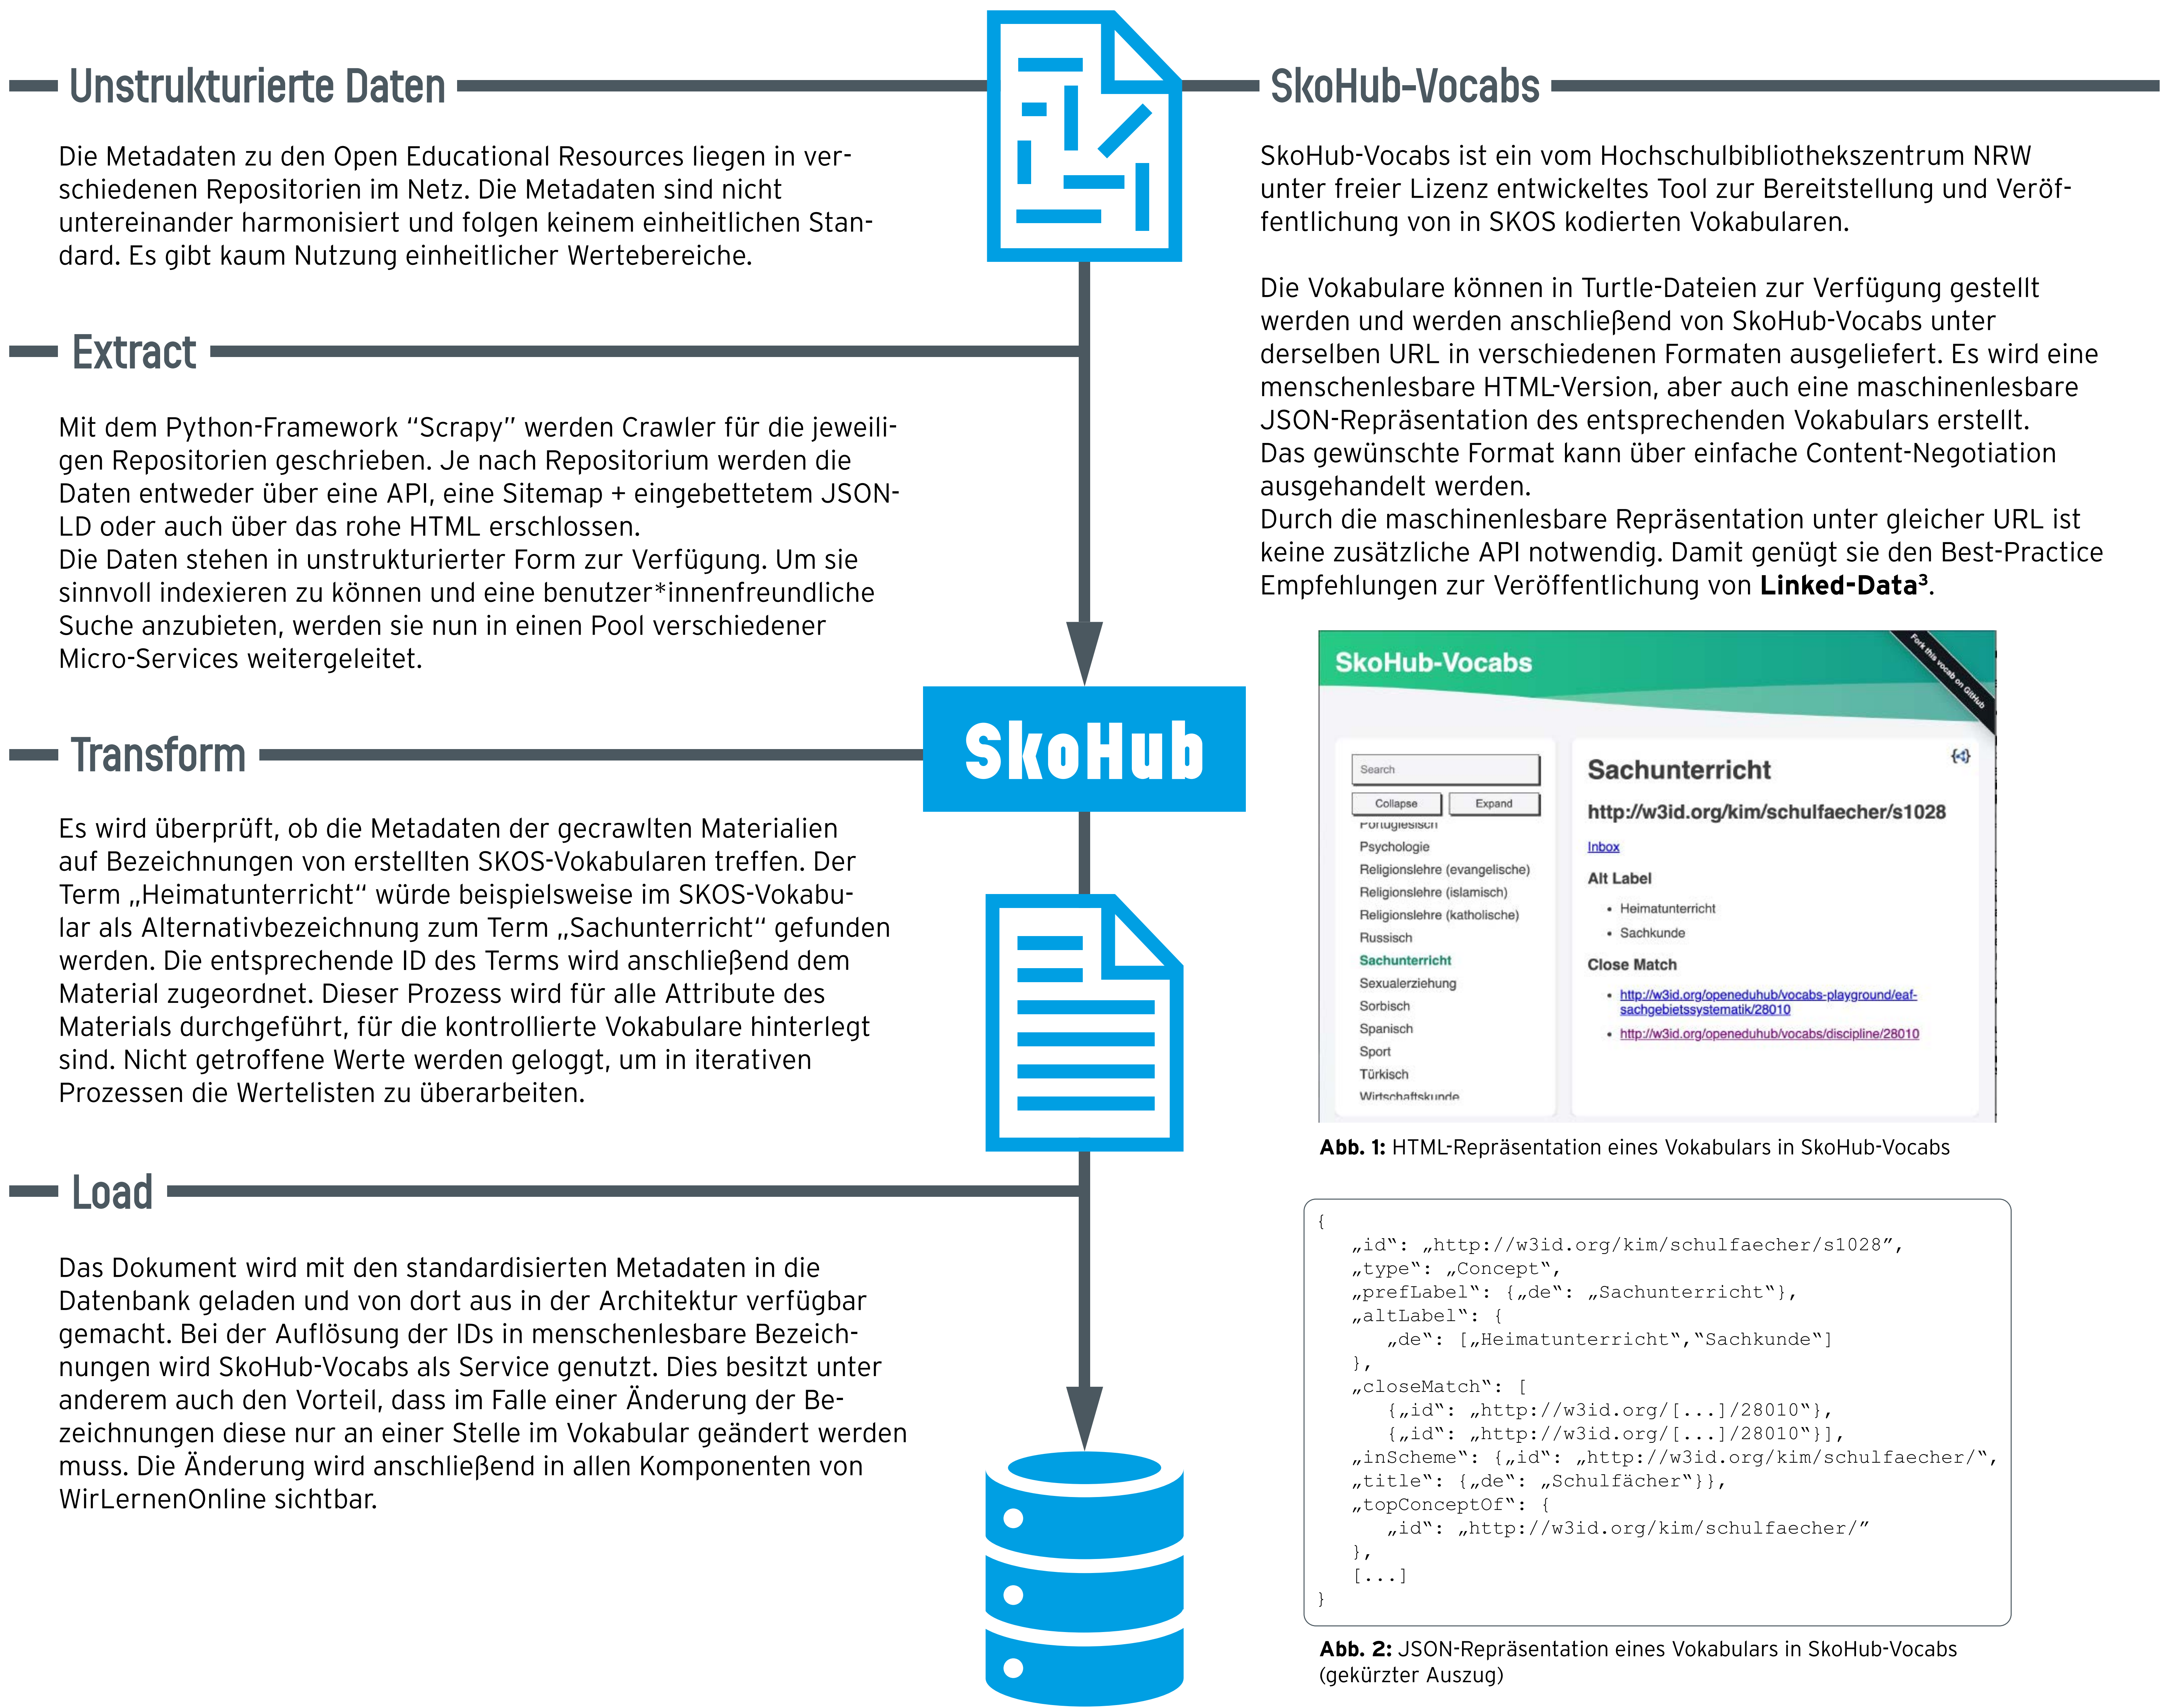 Unstrukturierte Daten
Die Metadaten zu den Open Educational Resources liegen in ver-
schiedenen Repositorien im Netz. Die Metadaten sind nicht
untereinander harmonisiert und folgen keinem einheitlichen Stan-
dard. Es gibt kaum Nutzung einheitlicher Wertebereiche.
Extract
Mit dem Python-Framework “Scrapy” werden Crawler für die jeweili-
gen Repositorien geschrieben. Je nach Repositorium werden die
Daten entweder über eine API, eine Sitemap + eingebettetem JSON-
LD oder auch über das rohe HTML erschlossen.
Die Daten stehen in unstrukturierter Form zur Verfügung. Um sie
sinnvoll indexieren zu können und eine benutzer*innenfreundliche
Suche anzubieten, werden sie nun in einen Pool verschiedener
Micro-Services weitergeleitet.
Transform
Es wird überprüft, ob die Metadaten der gecrawlten Materialien
auf Bezeichnungen von erstellten SKOS-Vokabularen treffen. Der
Term „Heimatunterricht“ würde beispielsweise im SKOS-Vokabu-
lar als Alternativbezeichnung zum Term „Sachunterricht“ gefunden
werden. Die entsprechende ID des Terms wird anschließend dem
Material zugeordnet. Dieser Prozess wird für alle Attribute des
Materials durchgeführt, für die kontrollierte Vokabulare hinterlegt
sind. Nicht getroffene Werte werden geloggt, um in iterativen
Prozessen die Wertelisten zu überarbeiten.
Load
Das Dokument wird mit den standardisierten Metadaten in die
Datenbank geladen und von dort aus in der Architektur verfügbar
gemacht. Bei der Auflösung der IDs in menschenlesbare Bezeich-
nungen wird SkoHub-Vocabs als Service genutzt. Dies besitzt unter
anderem auch den Vorteil, dass im Falle einer Änderung der Be-
zeichnungen diese nur an einer Stelle im Vokabular geändert werden
muss. Die Änderung wird anschließend in allen Komponenten von
WirLernenOnline sichtbar.
SkoHub
SkoHub-Vocabs
SkoHub-Vocabs ist ein vom Hochschulbibliothekszentrum NRW
unter freier Lizenz entwickeltes Tool zur Bereitstellung und Veröf-
fentlichung von in SKOS kodierten Vokabularen.
Die Vokabulare können in Turtle-Dateien zur Verfügung gestellt
werden und werden anschließend von SkoHub-Vocabs unter
derselben URL in verschiedenen Formaten ausgeliefert. Es wird eine
menschenlesbare HTML-Version, aber auch eine maschinenlesbare
JSON-Repräsentation des entsprechenden Vokabulars erstellt.
Das gewünschte Format kann über einfache Content-Negotiation
ausgehandelt werden.
Durch die maschinenlesbare Repräsentation unter gleicher URL ist
keine zusätzliche API notwendig. Damit genügt sie den Best-Practice
Empfehlungen zur Veröffentlichung von Linked-Data³.
SkoHub-Vocabs
Fork this vocab on GitHub
Search
Collapse Expand
Portugiesisch
Psychologie
Religionslehre (evangelische)
Religionslehre (islamisch)
Religionslehre (katholische)
Russisch
Sachunterricht
Sexualerziehung
Sorbisch
Spanisch
Sport
Türkisch
Wirtschaftskunde
Sachunterricht
http://w3id.org/kim/schulfaecher/s1028
Inbox
Alt Label
• Heimatunterricht
• Sachkunde
Close Match
• http://w3id.org/openeduhub/vocabs-playground/eaf-
sachgebietssystematik/28010
• http://w3id.org/openeduhub/vocabs/discipline/28010
Abb. 1: HTML-Repräsentation eines Vokabulars in SkoHub-Vocabs
{
„id“: „http://w3id.org/kim/schulfaecher/s1028”,
„type“: „Concept“,
„prefLabel“: {„de“: „Sachunterricht“},
„altLabel“: {
„de“: [„Heimatunterricht“,“Sachkunde“]
},
„closeMatch“: [
{„id“: „http://w3id.org/[...]/28010“},
{„id“: „http://w3id.org/[...]/28010“}],
„inScheme“: {„id“: „http://w3id.org/kim/schulfaecher/“,
„title“: {„de“: „Schulfächer“}},
„topConceptOf“: {
„id“: „http://w3id.org/kim/schulfaecher/”
},
[...]
}
Abb. 2: JSON-Repräsentation eines Vokabulars in SkoHub-Vocabs
(gekürzter Auszug)